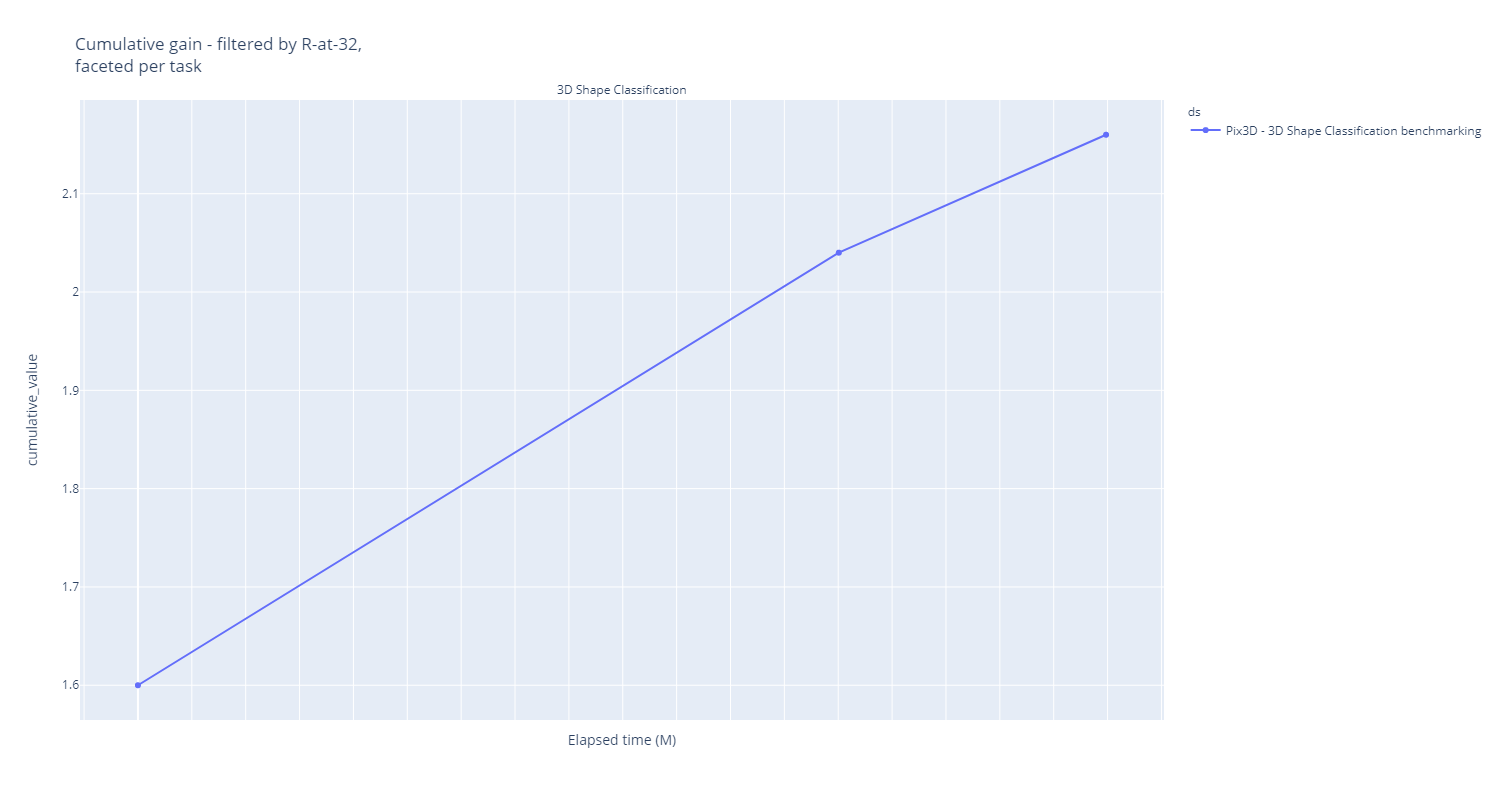 Cumulative gain - filtered by R-at-32,
faceted per task
3D Shape Classification
ds
Pix3D - 3D Shape Classification benchmarking
2.1
2
1.9
1.8
1.7
1.6
cumulative_value
Elapsed time (M)